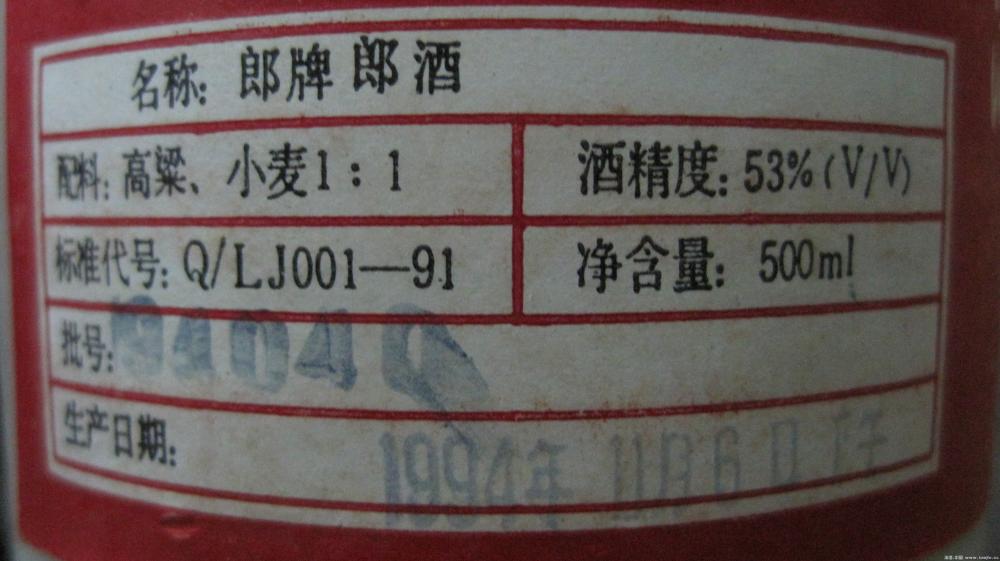 名称：郎牌郎酒
配料：高粱、小麦1：1
酒精度：53%(V/V)
标准代号：Q/LJ001—91
净含量：500ml
批号：
生产日期：1994年11月6日